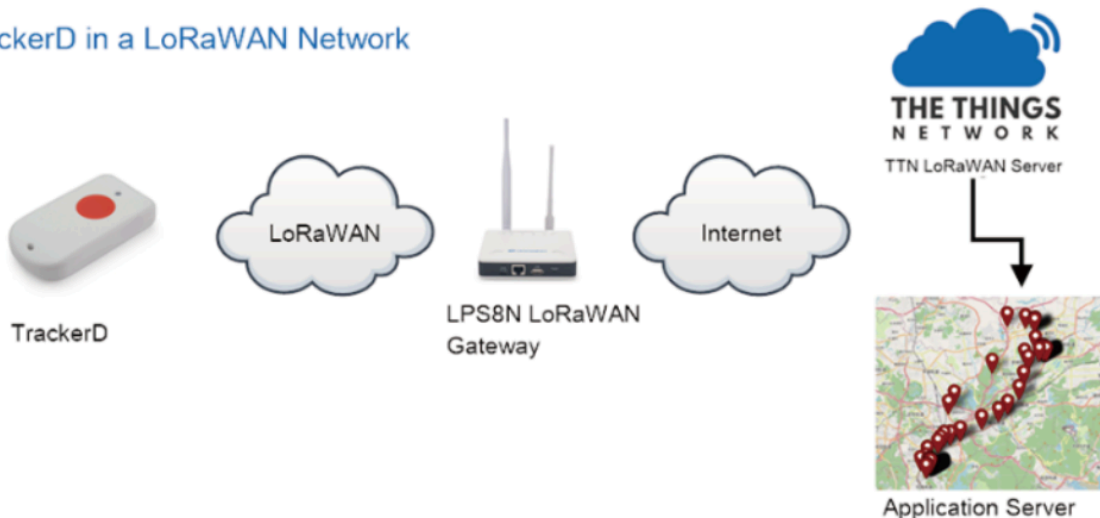 ckerD in a LoRaWAN Network
THE THINGS
NETWORK
TTN LoRaWAN Server
LoRaWAN
Internet
LPS8N LoRaWAN
Gateway
TrackerD
Application Server